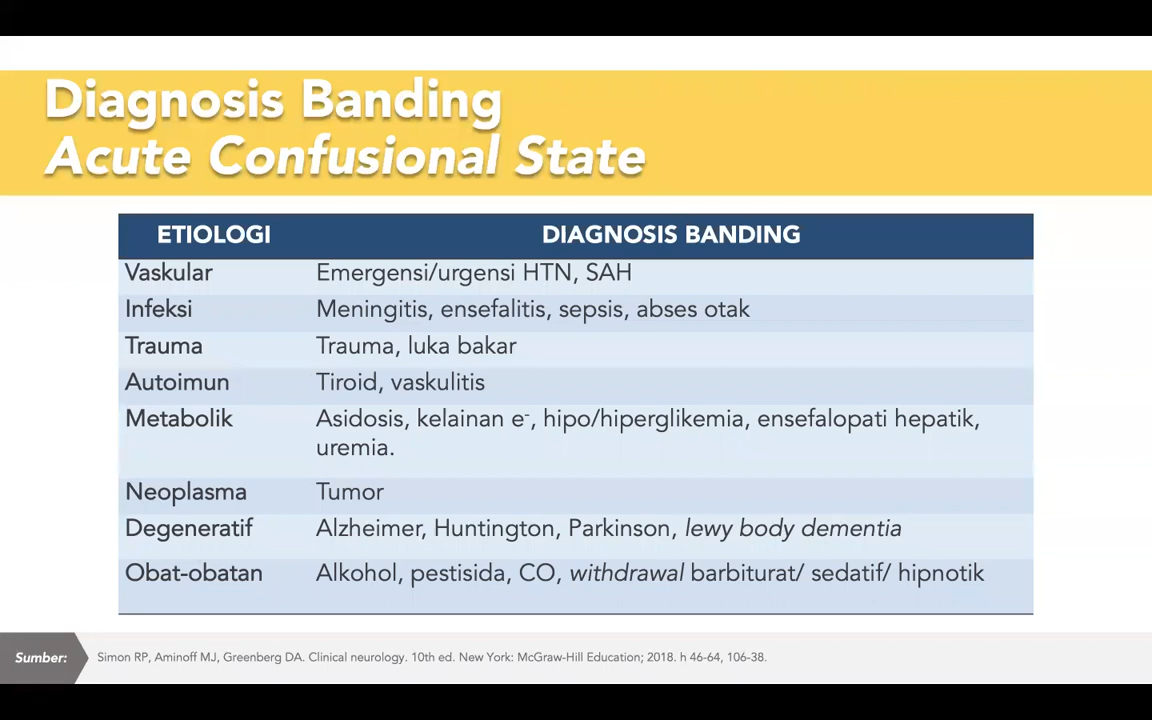 Diagnosis Banding
Acute Confusional State
ETIOLOGI DIAGNOSIS BANDING
Vaskular Emergensi/urgensi HTN, SAH
Infeksi Meningitis, ensefalitis, sepsis, abses otak
Trauma Trauma, luka bakar
Autoimun Tiroid, vaskulitis
Metabolik Asidosis, kelainan e⁻, hipo/hiperglikemia, ensefalopati hepatik,
uremia.
Neoplasma Tumor
Degeneratif Alzheimer, Huntington, Parkinson, lewy body dementia
Obat-obatan Alkohol, pestisida, CO, withdrawal barbiturat/ sedatif/ hipnotik
Sumber: Simon RP, Aminoff MJ, Greenberg DA. Clinical neurology. 10th ed. New York: McGraw-Hill Education; 2018. h 46-64, 106-38.